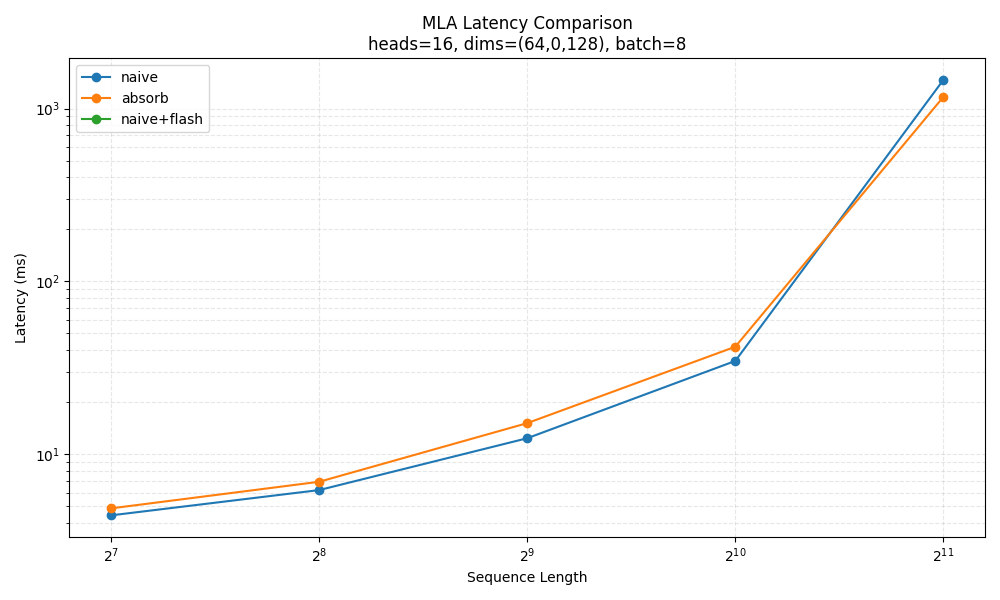 MLA Latency Comparison
heads=16, dims=(64,0,128), batch=8
naive
absorb
naive+flash
Latency (ms)
10³
10²
10¹
2⁷
2⁸
2⁹
2¹⁰
2¹¹
Sequence Length